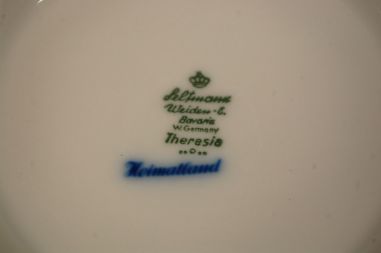 Seltmann
Weiden-E.
Bavaria
W. Germany
Theresia
Heimatland